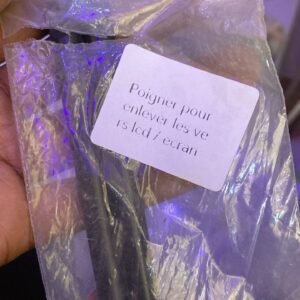 Poigner pour
enlever les ve
rs lcd / ecran